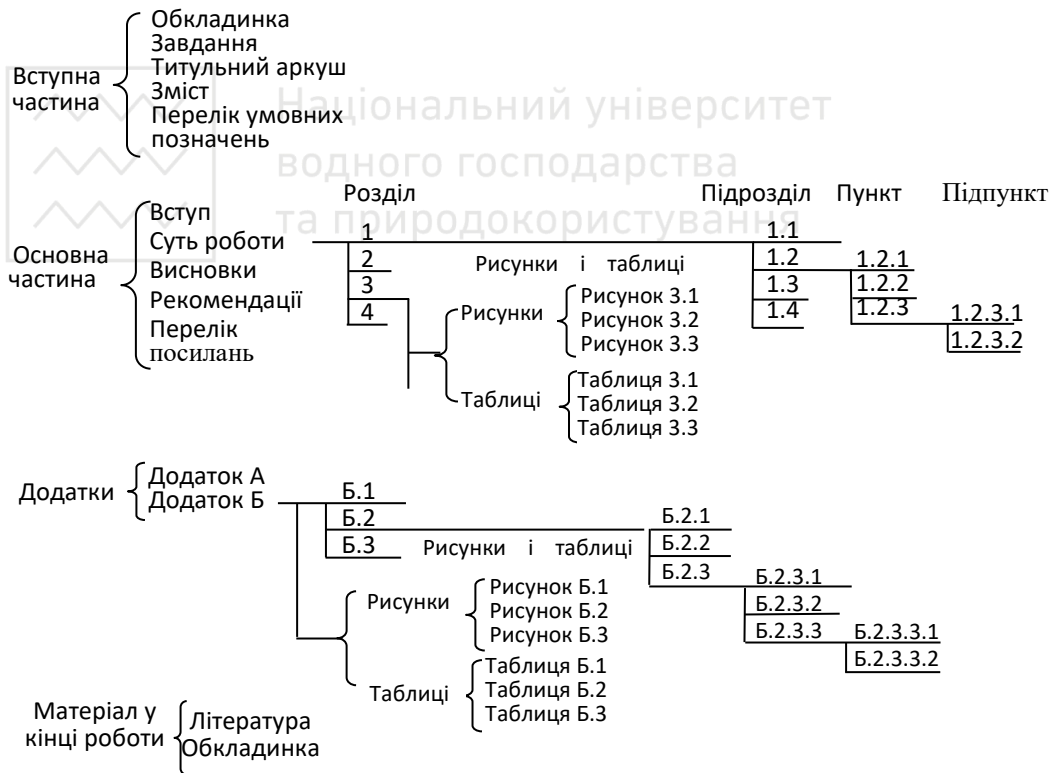 Обкладинка
Завдання
Титульний аркуш
Зміст
Перелік умовних
позначень
Вступна
частина
Національний університет
водного господарства
та природокористування
Розділ Підрозділ Пункт Підпункт
Основна
частина
Вступ
Суть роботи
Висновки
Рекомендації
Перелік
посилань
1
2
3
4
Рисунки і таблиці
Рисунки
Рисунок 3.1
Рисунок 3.2
Рисунок 3.3
Таблиці
Таблиця 3.1
Таблиця 3.2
Таблиця 3.3
1.1
1.2
1.3
1.4
1.2.1
1.2.2
1.2.3
1.2.3.1
1.2.3.2
Додатки
Додаток А
Додаток Б
Б.1
Б.2
Б.3
Рисунки і таблиці
Б.2.1
Б.2.2
Б.2.3
Б.2.3.1
Б.2.3.2
Б.2.3.3
Б.2.3.3.1
Б.2.3.3.2
Рисунки
Рисунок Б.1
Рисунок Б.2
Рисунок Б.3
Таблиці
Таблиця Б.1
Таблиця Б.2
Таблиця Б.3
Матеріал у
кінці роботи
Література
Обкладинка